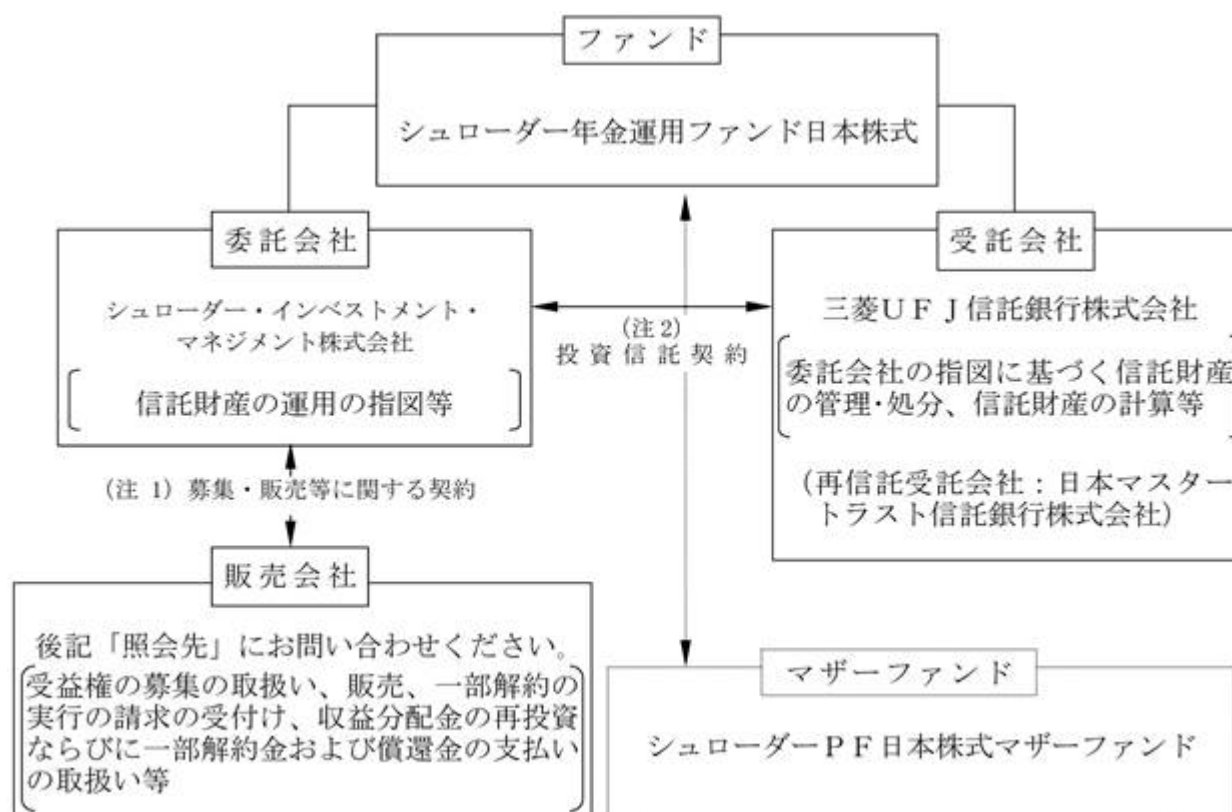 ファンド
シュローダー年金運用ファンド日本株式
委託会社
シュローダー・インベストメント・
マネジメント株式会社
信託財産の運用の指図等
(注2)
投資信託契約
受託会社
三菱UFJ信託銀行株式会社
委託会社の指図に基づく信託財産
の管理・処分、信託財産の計算等
(再信託受託会社:日本マスター
トラスト信託銀行株式会社)
(注 1) 募集・販売等に関する契約
販売会社
後記「照会先」にお問い合わせください。
受益権の募集の取扱い、販売、一部解約の
実行の請求の受付け、収益分配金の再投資
ならびに一部解約金および償還金の支払い
の取扱い等
マザーファンド
シュローダーPF日本株式マザーファンド